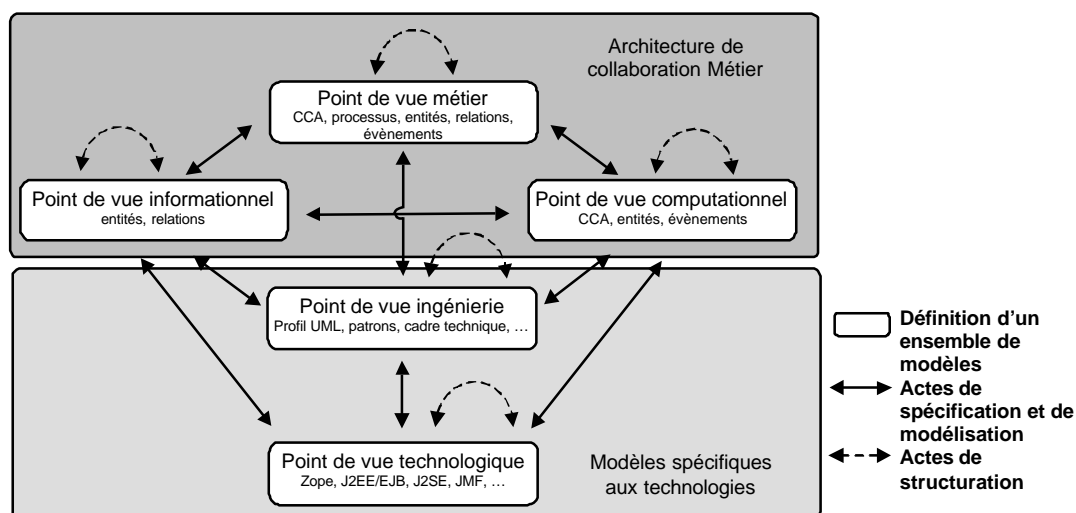 Architecture de
collaboration Métier
Point de vue métier
CCA, processus, entités, relations,
évènements
Point de vue informationnel
entités, relations
Point de vue computationnel
CCA, entités, évènements
Point de vue ingénierie
Profil UML, patrons, cadre technique, …
Point de vue technologique
Zope, J2EE/EJB, J2SE, JMF, …
Modèles spécifiques
aux technologies
Définition d’un
ensemble de
modèles
Actes de
spécification et de
modélisation
Actes de
structuration